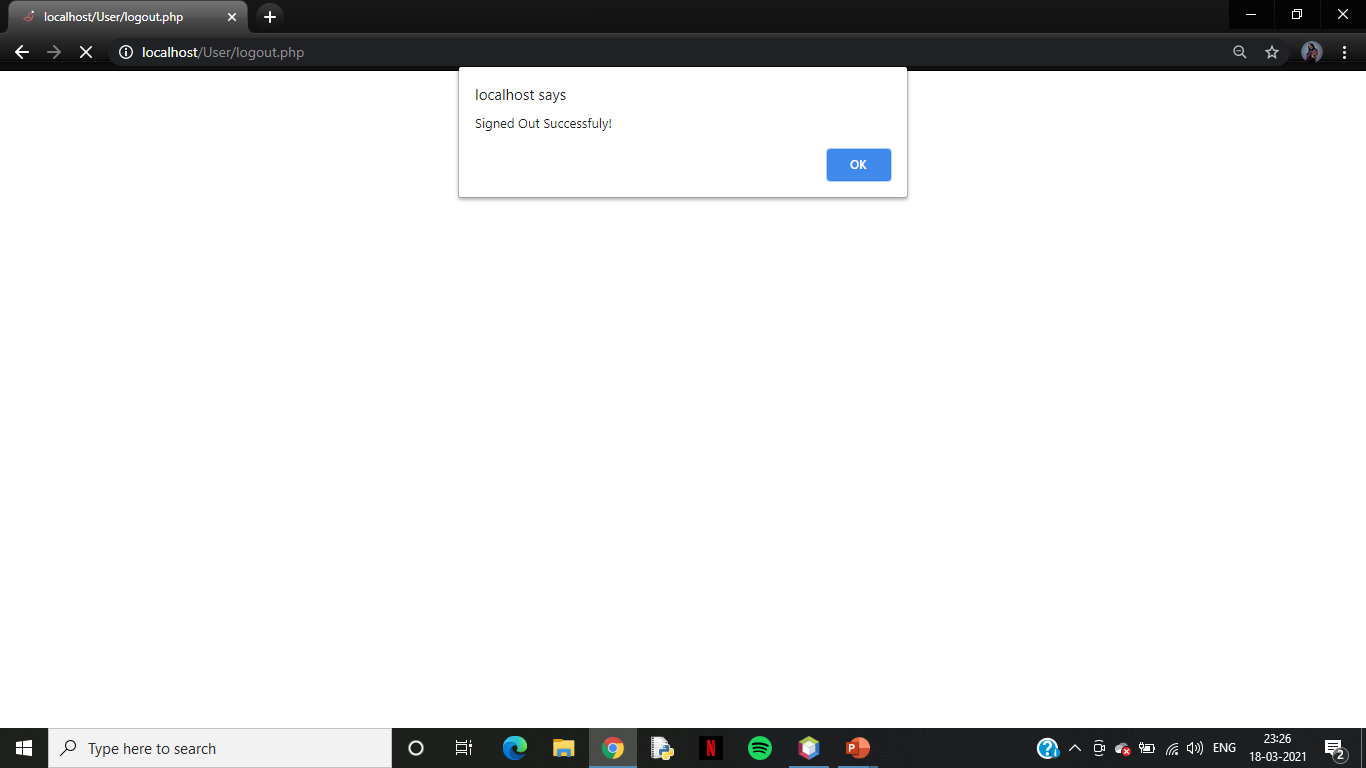 localhost/User/logout.php
localhost/User/logout.php
localhost says
Signed Out Successfuly!
OK
Type here to search
ENG
23:26
18-03-2021
2